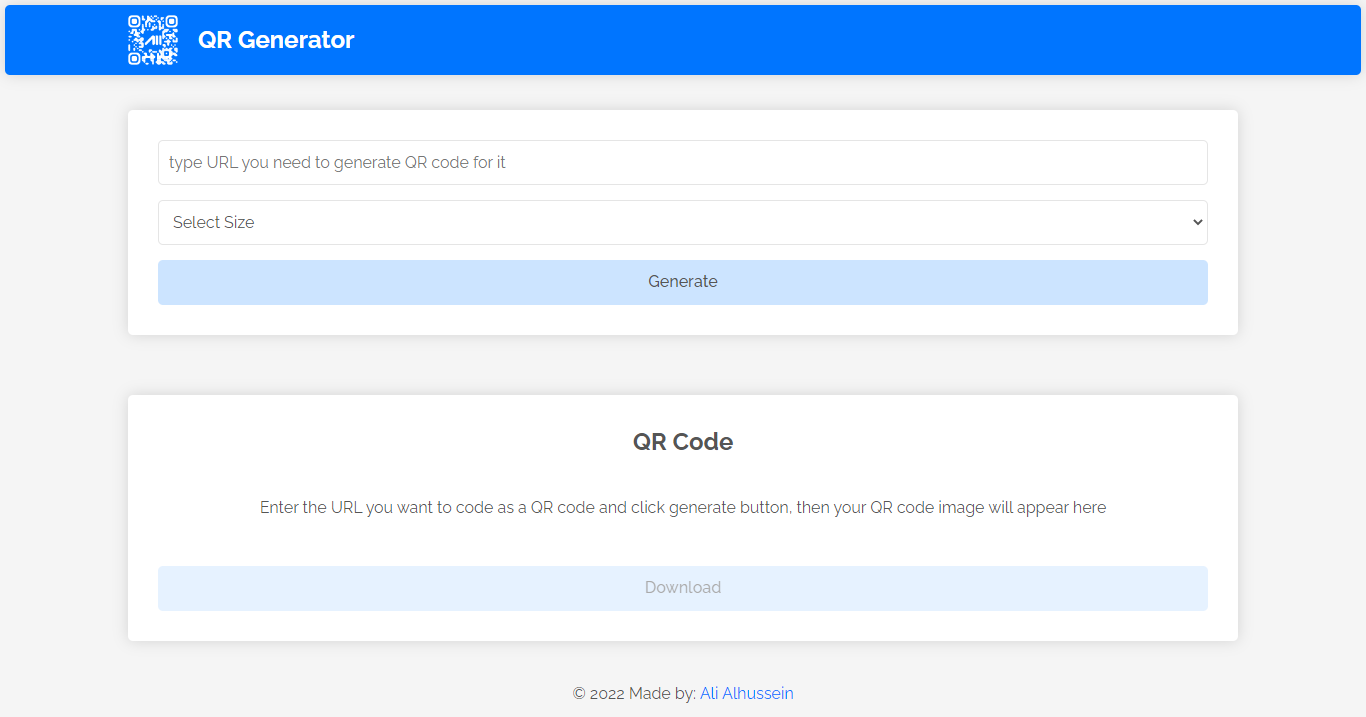 Ali
QR Generator
type URL you need to generate QR code for it
Select Size
Generate
QR Code
Enter the URL you want to code as a QR code and click generate button, then your QR code image will appear here
Download
© 2022 Made by: Ali Alhussein